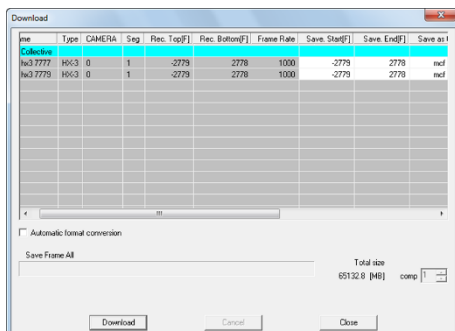 Download
me Type CAMERA Seg Rec. Top[F] Rec. Bottom[F] Frame Rate Save. Start[F] Save. End[F] Save as f
Collective
hx3 7777 HX-3 0 1 -2779 2778 1000 -2779 2778 mcf
hx3 7779 HX-3 0 1 -2779 2778 1000 -2779 2778 mcf
Automatic format conversion
Save Frame All
Total size
65132.8 [MB] comp 1
Download Cancel Close